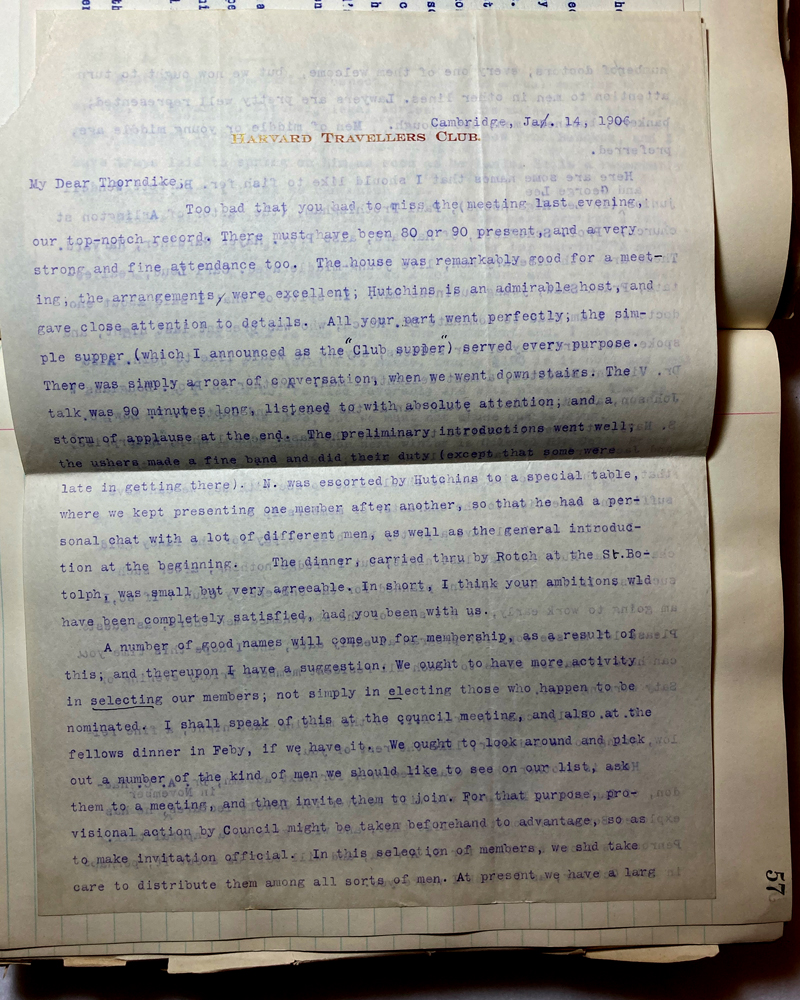 Cambridge, Jan. 14, 1906
HARVARD TRAVELLERS CLUB.
My Dear Thorndike,
Too bad that you had to miss the meeting last evening,
our top-notch record. There must have been 80 or 90 present, and a very
strong and fine attendance too. The house was remarkably good for a meet-
ing, the arrangements were excellent; Hutchins is an admirable host, and
gave close attention to details. All your part went perfectly; the sim-
ple supper (which I announced as the "Club supper") served every purpose.
There was simply a roar of conversation, when we went down stairs. The
talk was 90 minutes long, listened to with absolute attention; and a
storm of applause at the end. The preliminary introductions went well;
the ushers made a fine band and did their duty (except that some were
late in getting there). N. was escorted by Hutchins to a special table,
where we kept presenting one member after another, so that he had a per-
sonal chat with a lot of different men, as well as the general introduc-
tion at the beginning. The dinner, carried thru by Rotch at the St.Bo-
tolph, was small but very agreeable. In short, I think your ambitions wld
have been completely satisfied, had you been with us.
A number of good names will come up for membership, as a result of
this; and thereupon I have a suggestion. We ought to have more activity
in selecting our members; not simply in electing those who happen to be
nominated. I shall speak of this at the council meeting, and also at the
fellows dinner in Feby, if we have it. We ought to look around and pick
out a number of the kind of men we should like to see on our list, ask
them to a meeting, and then invite them to join. For that purpose, pro-
visional action by Council might be taken beforehand to advantage, so as
to make invitation official. In this selection of members, we shd take
care to distribute them among all sorts of men. At present we have a larg
57